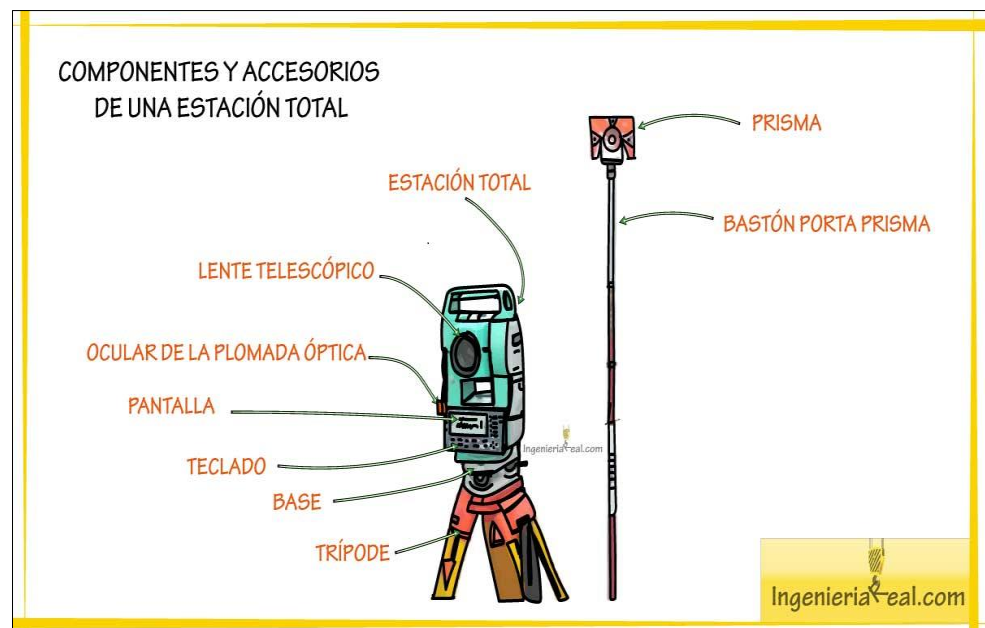 COMPONENTES Y ACCESORIOS
DE UNA ESTACIÓN TOTAL
PRISMA
ESTACIÓN TOTAL
BASTÓN PORTA PRISMA
LENTE TELESCÓPICO
OCULAR DE LA PLOMADA ÓPTICA
PANTALLA
IngenieriaReal.com
TECLADO
BASE
TRÍPODE
IngenieriaReal.com